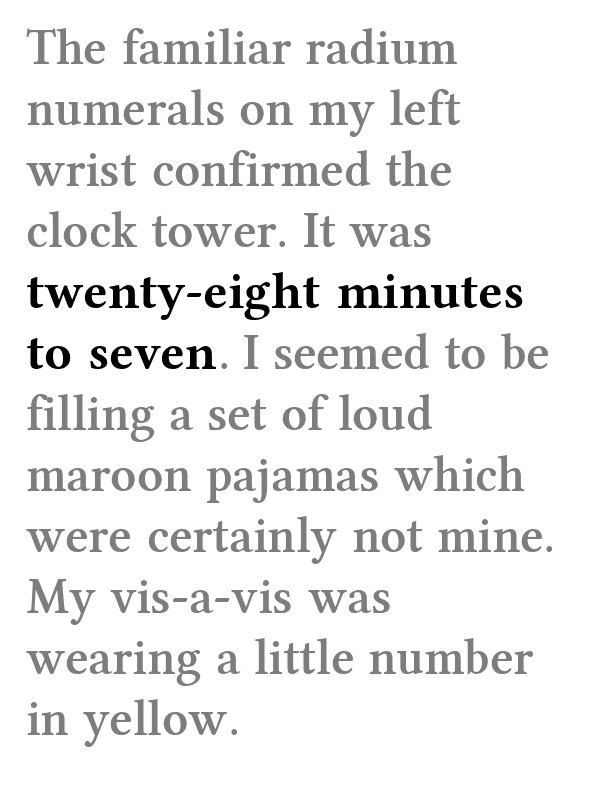 The familiar radium
numerals on my left
wrist confirmed the
clock tower. It was
twenty-eight minutes
to seven. I seemed to be
filling a set of loud
maroon pajamas which
were certainly not mine.
My vis-a-vis was
wearing a little number
in yellow.